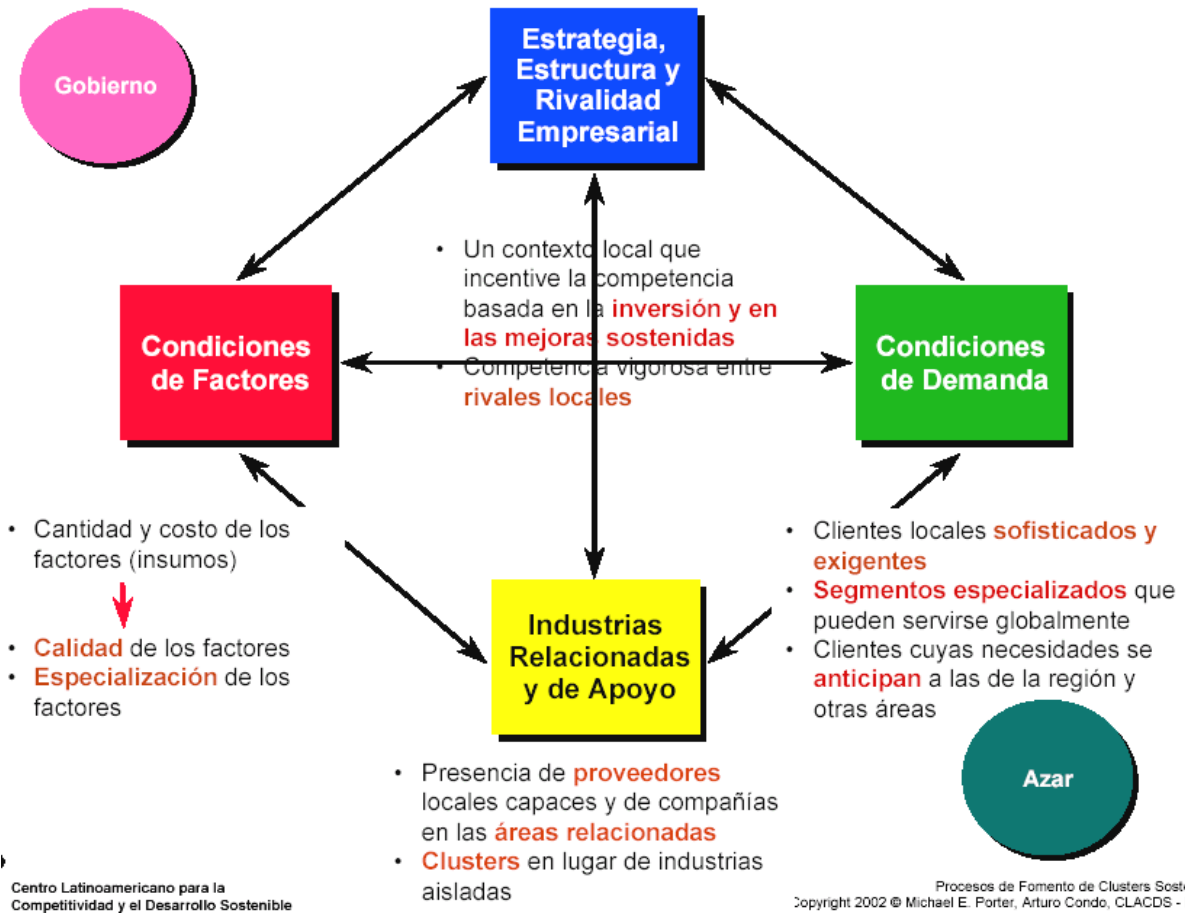 Gobierno
Estrategia,
Estructura y
Rivalidad
Empresarial
• Un contexto local que
incentive la competencia
basada en la inversión y en
las mejoras sostenidas
• Competencia vigorosa entre
rivales locales
Condiciones
de Factores
Condiciones
de Demanda
• Cantidad y costo de los
factores (insumos)
• Calidad de los factores
• Especialización de los
factores
Industrias
Relacionadas
y de Apoyo
• Clientes locales sofisticados y
exigentes
• Segmentos especializados que
pueden servirse globalmente
• Clientes cuyas necesidades se
anticipan a las de la región y
otras áreas
• Presencia de proveedores
locales capaces y de compañías
en las áreas relacionadas
• Clusters en lugar de industrias
aisladas
Azar
Centro Latinoamericano para la
Competitividad y el Desarrollo Sostenible
Procesos de Fomento de Clusters Sost
opyright 2002 © Michael E. Porter, Arturo Condo, CLACDS -